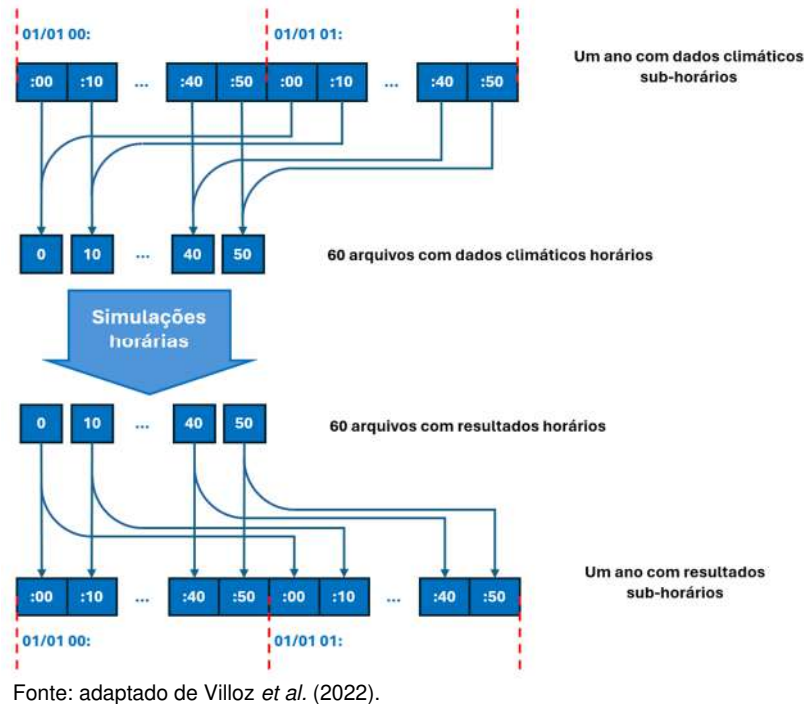 01/01 00: 01/01 01:
:00 :10 ... :40 :50 :00 :10 ... :40 :50
Um ano com dados climáticos
sub-horários
0 10 ... 40 50
60 arquivos com dados climáticos horários
Simulações
horárias
0 10 ... 40 50
60 arquivos com resultados horários
:00 :10 ... :40 :50 :00 :10 ... :40 :50
Um ano com resultados
sub-horários
01/01 00: 01/01 01:
Fonte: adaptado de Villoz et al. (2022).